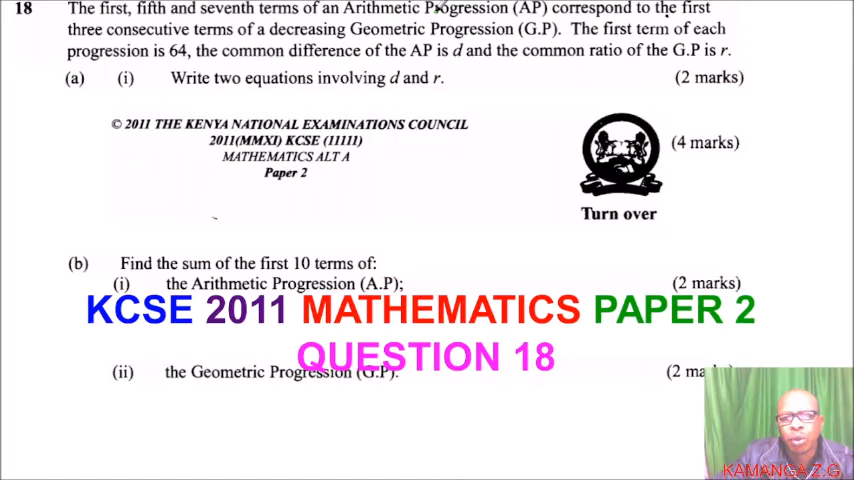 18 The first, fifth and seventh terms of an Arithmetic Progression (AP) correspond to the first
three consecutive terms of a decreasing Geometric Progression (G.P). The first term of each
progression is 64, the common difference of the AP is d and the common ratio of the G.P is r.
(a) (i) Write two equations involving d and r. (2 marks)
© 2011 THE KENYA NATIONAL EXAMINATIONS COUNCIL
2011(MMXI) KCSE (11111)
MATHEMATICS ALT A
Paper 2
(4 marks)
Turn over
(b) Find the sum of the first 10 terms of:
(i) the Arithmetic Progression (A.P); (2 marks)
KCSE 2011 MATHEMATICS PAPER 2
QUESTION 18
(ii) the Geometric Progression (G.P). (2 ma
KAMANGA Z.G.